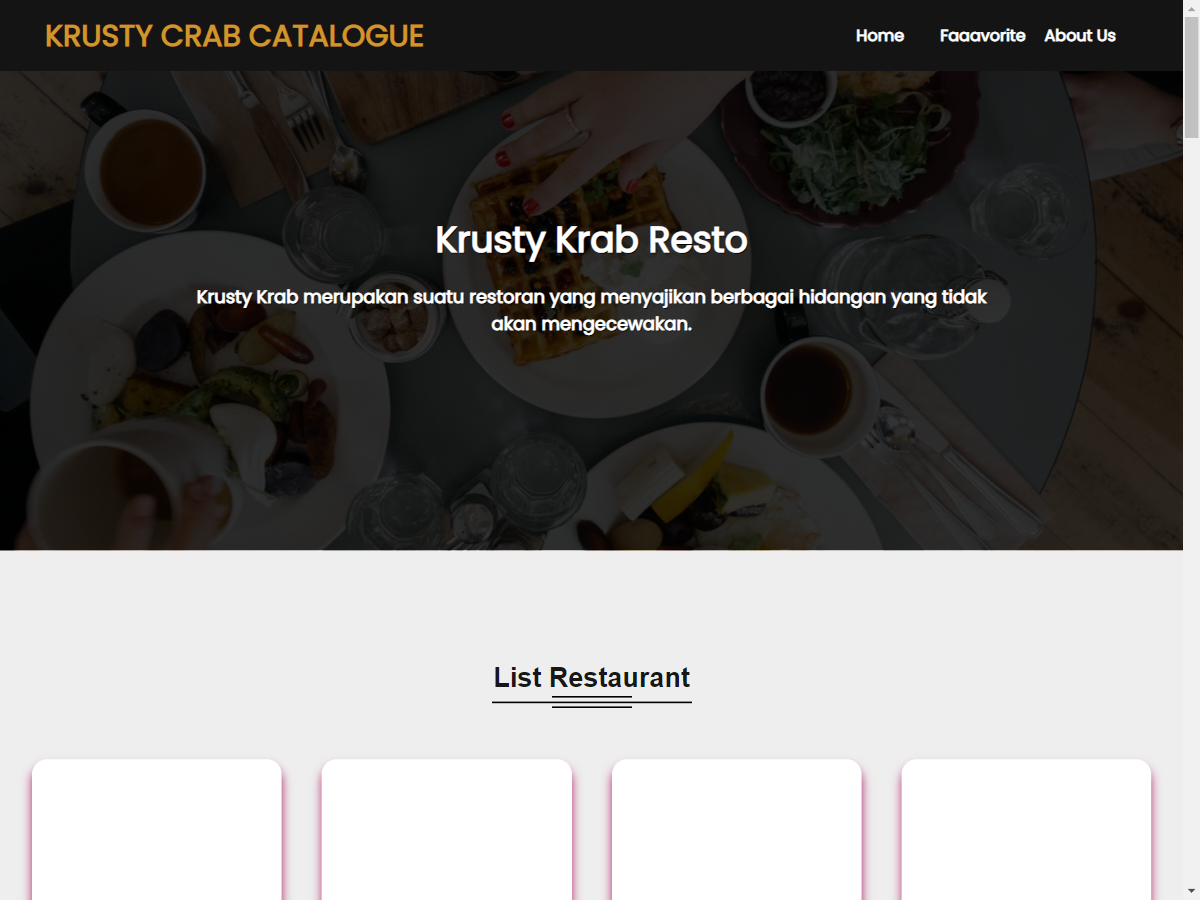 KRUSTY CRAB CATALOGUE
Home Faaavorite About Us
Krusty Krab Resto
Krusty Krab merupakan suatu restoran yang menyajikan berbagai hidangan yang tidak
akan mengecewakan.
List Restaurant